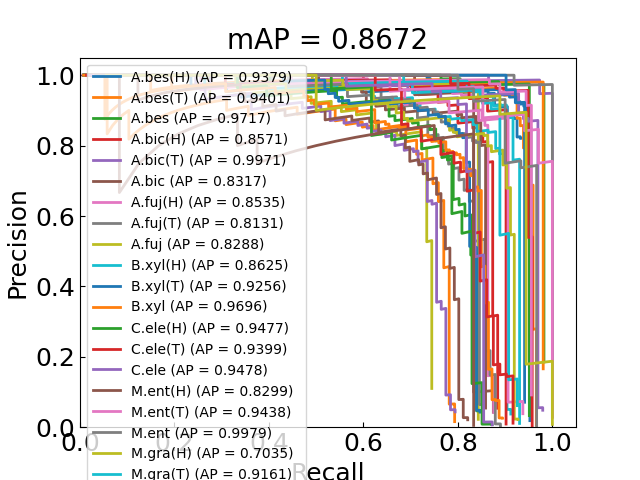 mAP = 0.8672
Precision
1.0
0.8
0.6
0.4
0.2
0.0
A.bes(H) (AP = 0.9379)
A.bes(T) (AP = 0.9401)
A.bes (AP = 0.9717)
A.bic(H) (AP = 0.8571)
A.bic(T) (AP = 0.9971)
A.bic (AP = 0.8317)
A.fuj(H) (AP = 0.8535)
A.fuj(T) (AP = 0.8131)
A.fuj (AP = 0.8288)
B.xyl(H) (AP = 0.8625)
B.xyl(T) (AP = 0.9256)
B.xyl (AP = 0.9696)
C.ele(H) (AP = 0.9477)
C.ele(T) (AP = 0.9399)
C.ele (AP = 0.9478)
M.ent(H) (AP = 0.8299)
M.ent(T) (AP = 0.9438)
M.ent (AP = 0.9979)
M.gra(H) (AP = 0.7035)
M.gra(T) (AP = 0.9161)
0.0 0.2 0.4 0.6 0.8 1.0
Recall